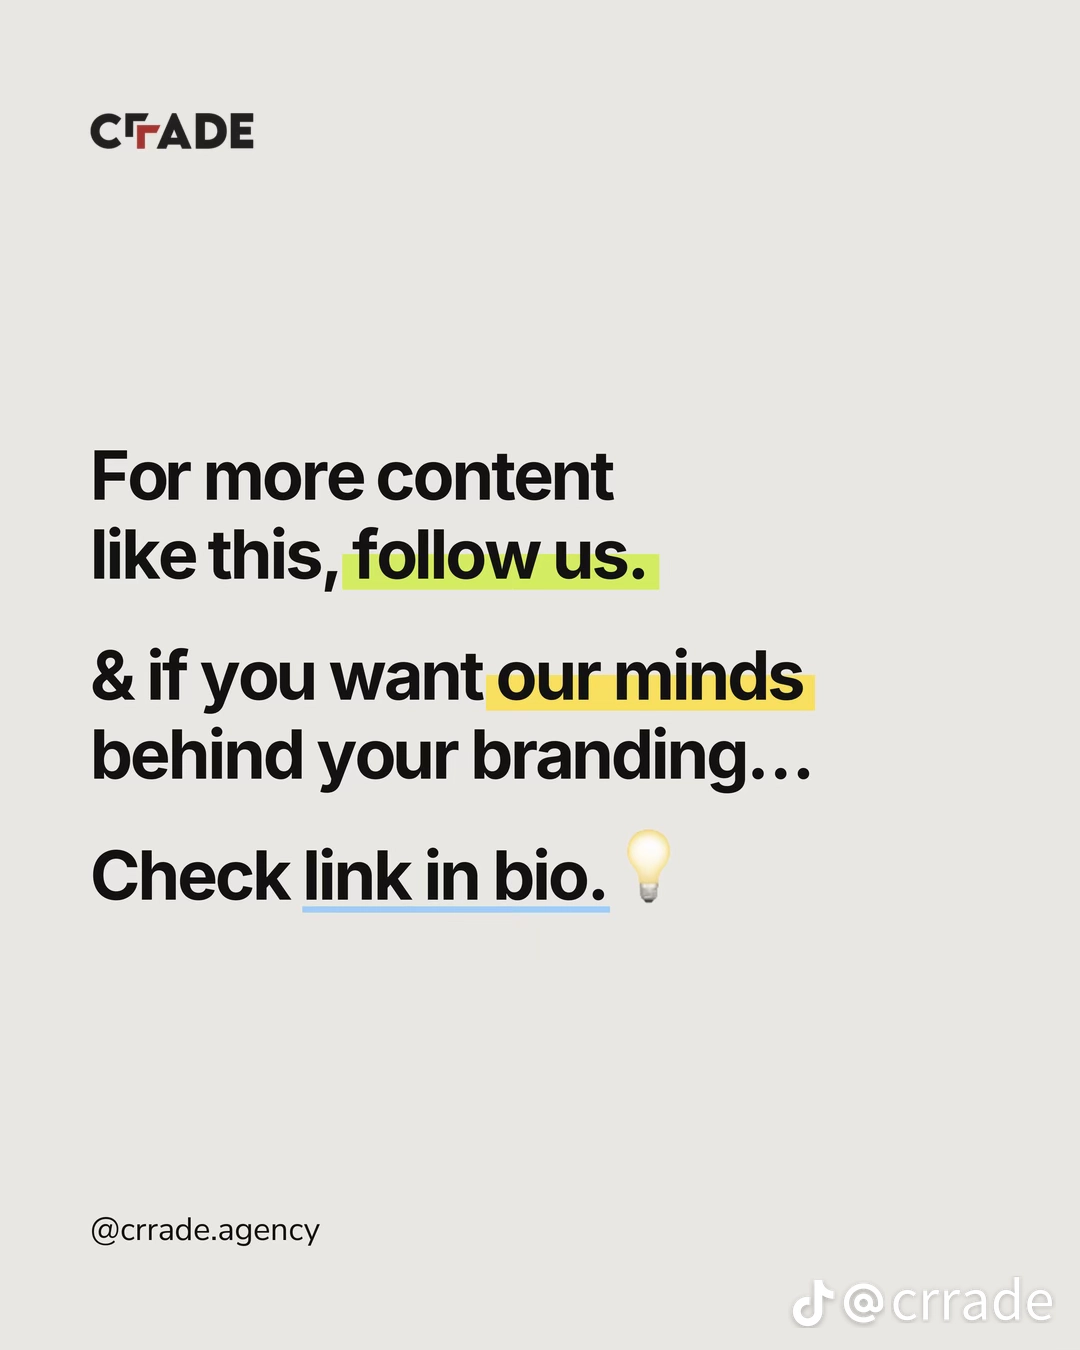 CrrADE
For more content
like this, follow us.
& if you want our minds
behind your branding...
Check link in bio.
@crrade.agency
@crrade